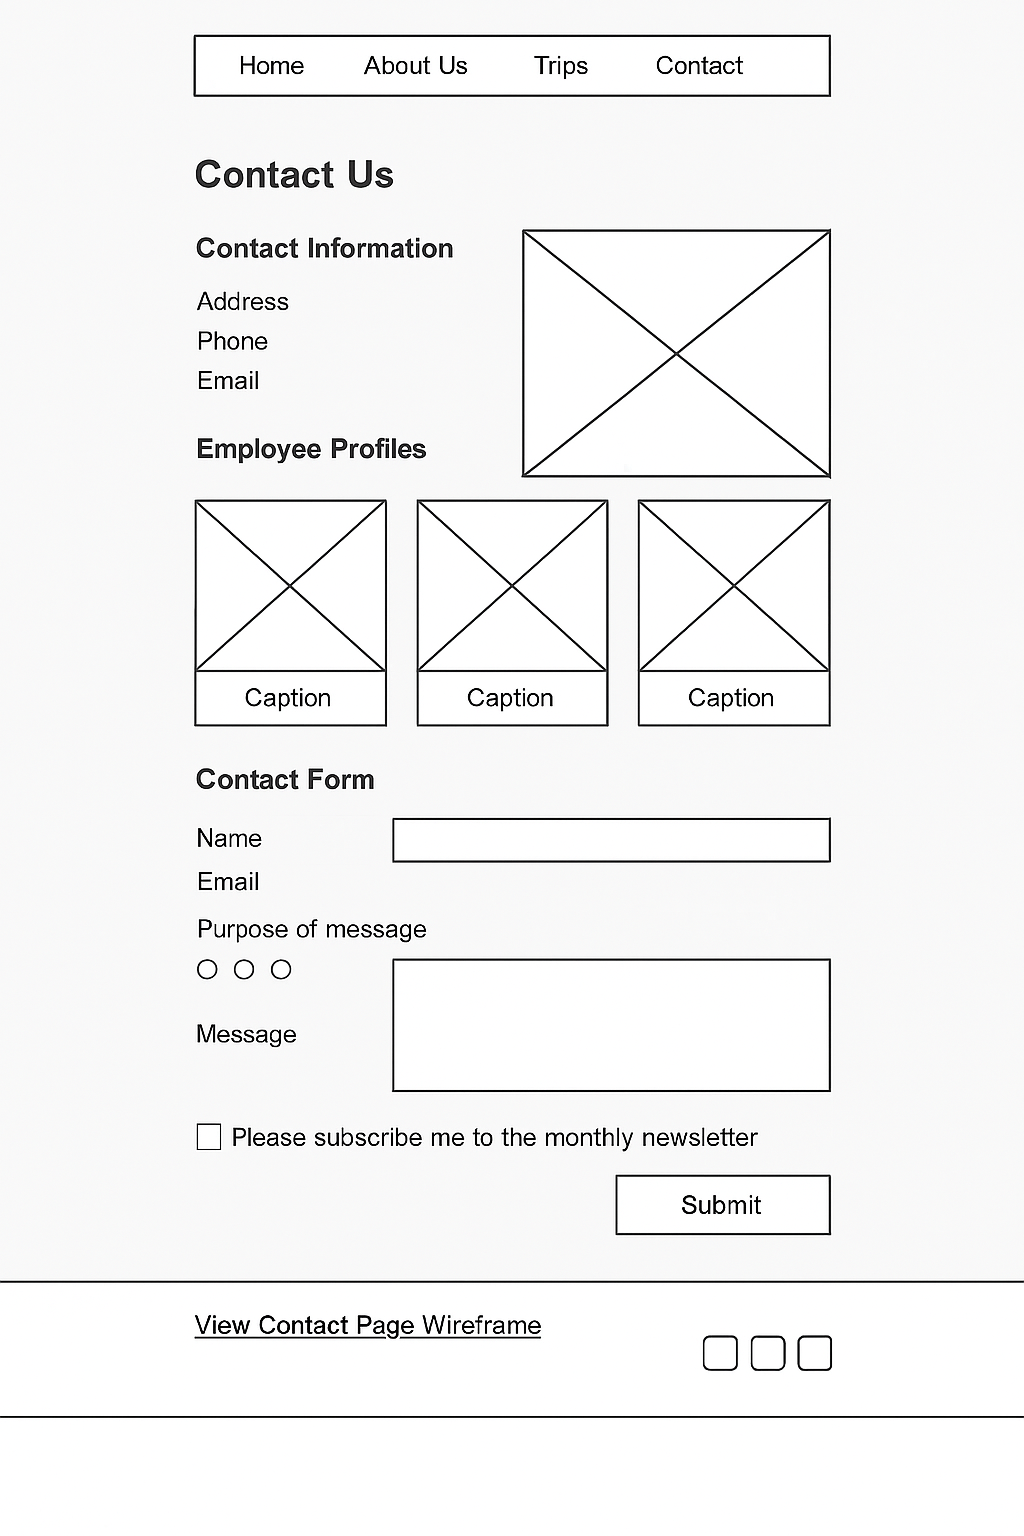 Home About Us Trips Contact
Contact Us
Contact Information
Address
Phone
Email
Employee Profiles
Caption Caption Caption
Contact Form
Name
Email
Purpose of message
Message
Please subscribe me to the monthly newsletter
Submit
View Contact Page Wireframe